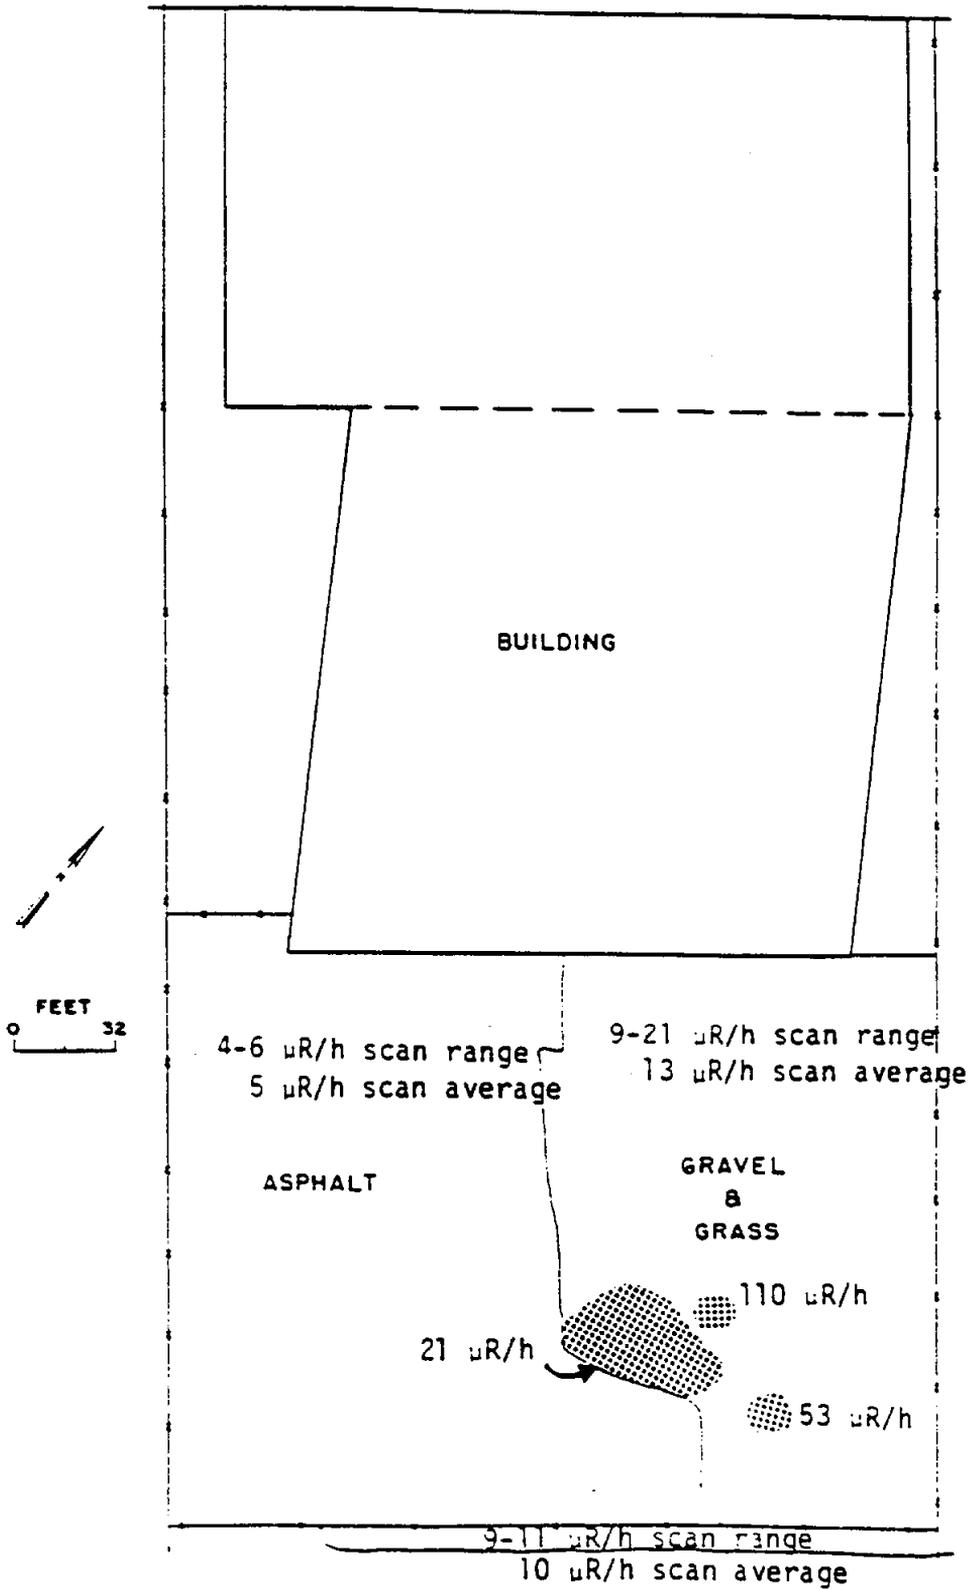 BUILDING
FEET
0 32
4-6 µR/h scan range
5 µR/h scan average
9-21 µR/h scan range
13 µR/h scan average
ASPHALT
GRAVEL
&
GRASS
110 µR/h
21 µR/h
53 µR/h
9-11 µR/h scan range
10 µR/h scan average